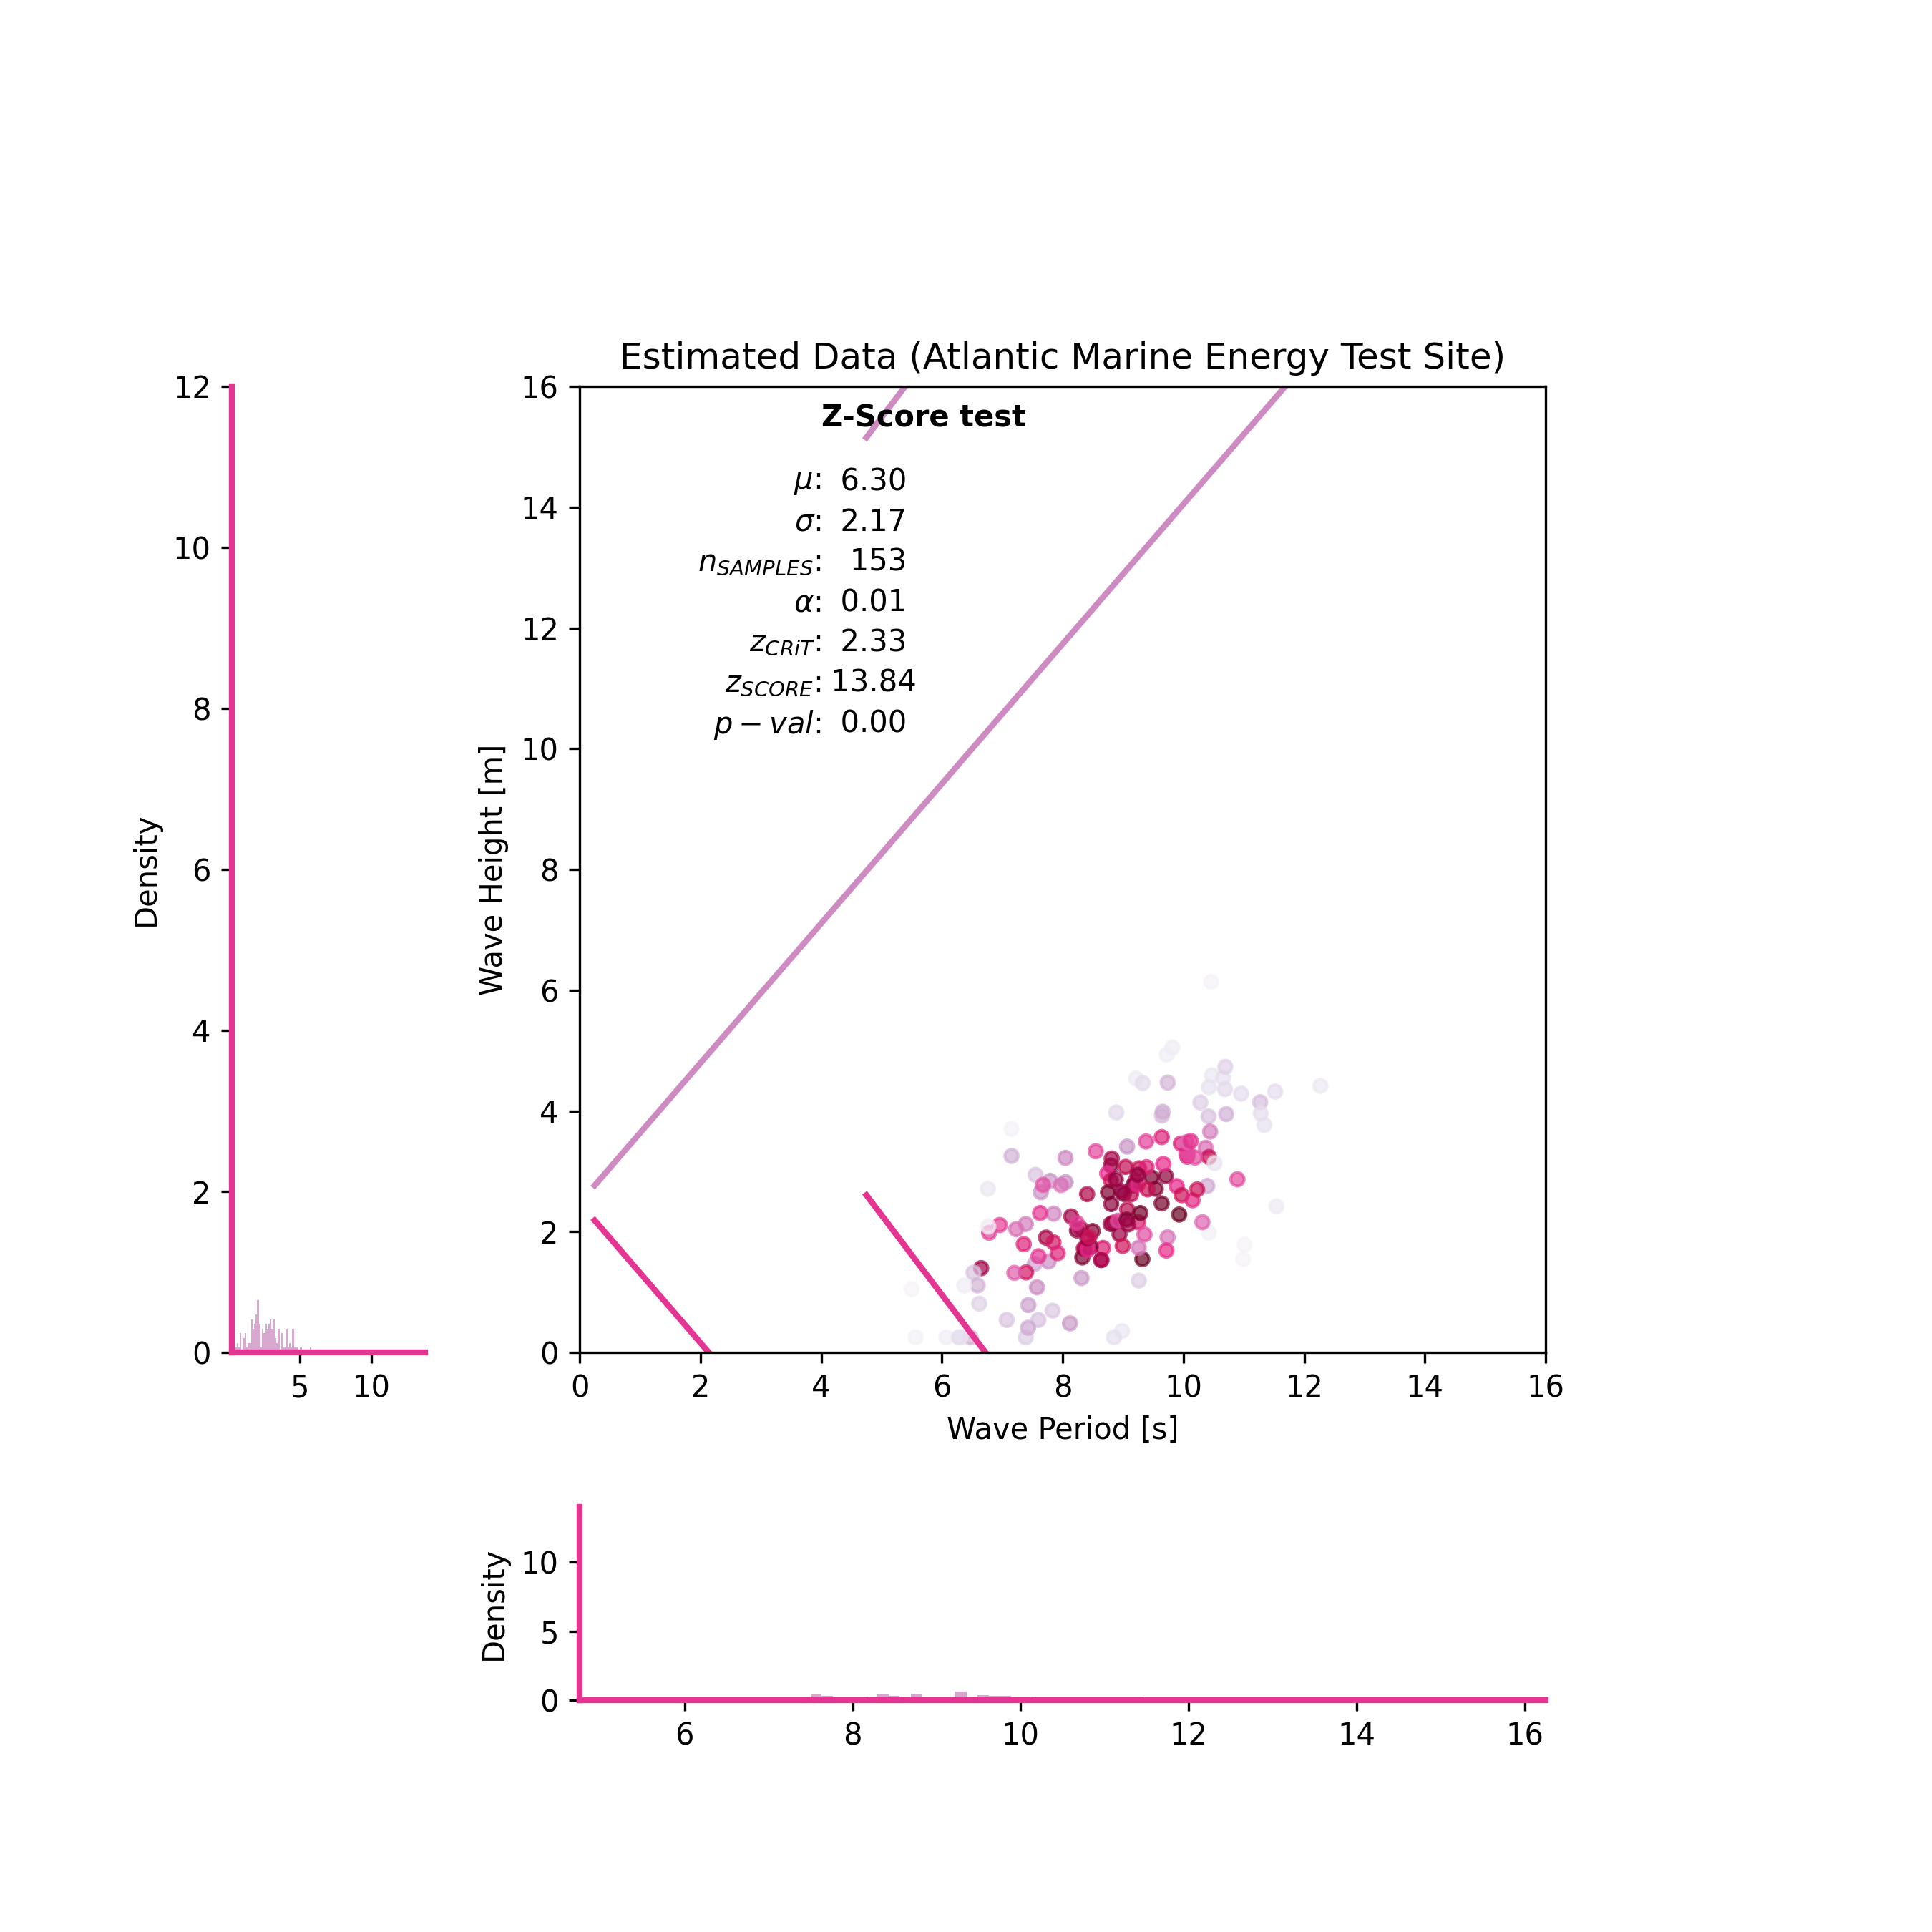 Estimated Data (Atlantic Marine Energy Test Site)
Z-Score test
μ: 6.30
σ: 2.17
nSAMPLES: 153
α: 0.01
zCRiT: 2.33
zSCORE: 13.84
p − val: 0.00
Wave Height [m]
16
14
12
10
8
6
4
2
0
0 2 4 6 8 10 12 14 16
Wave Period [s]
Density
12
10
8
6
4
2
0
5 10
Density
10
5
0
6 8 10 12 14 16